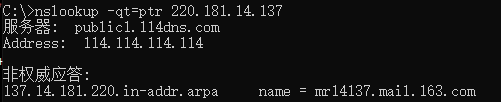 C:\>nslookup -qt=ptr 220.181.14.137
服务器:  public1.114dns.com
Address:  114.114.114.114
非权威应答:
137.14.181.220.in-addr.arpa     name = mr14137.mail.163.com